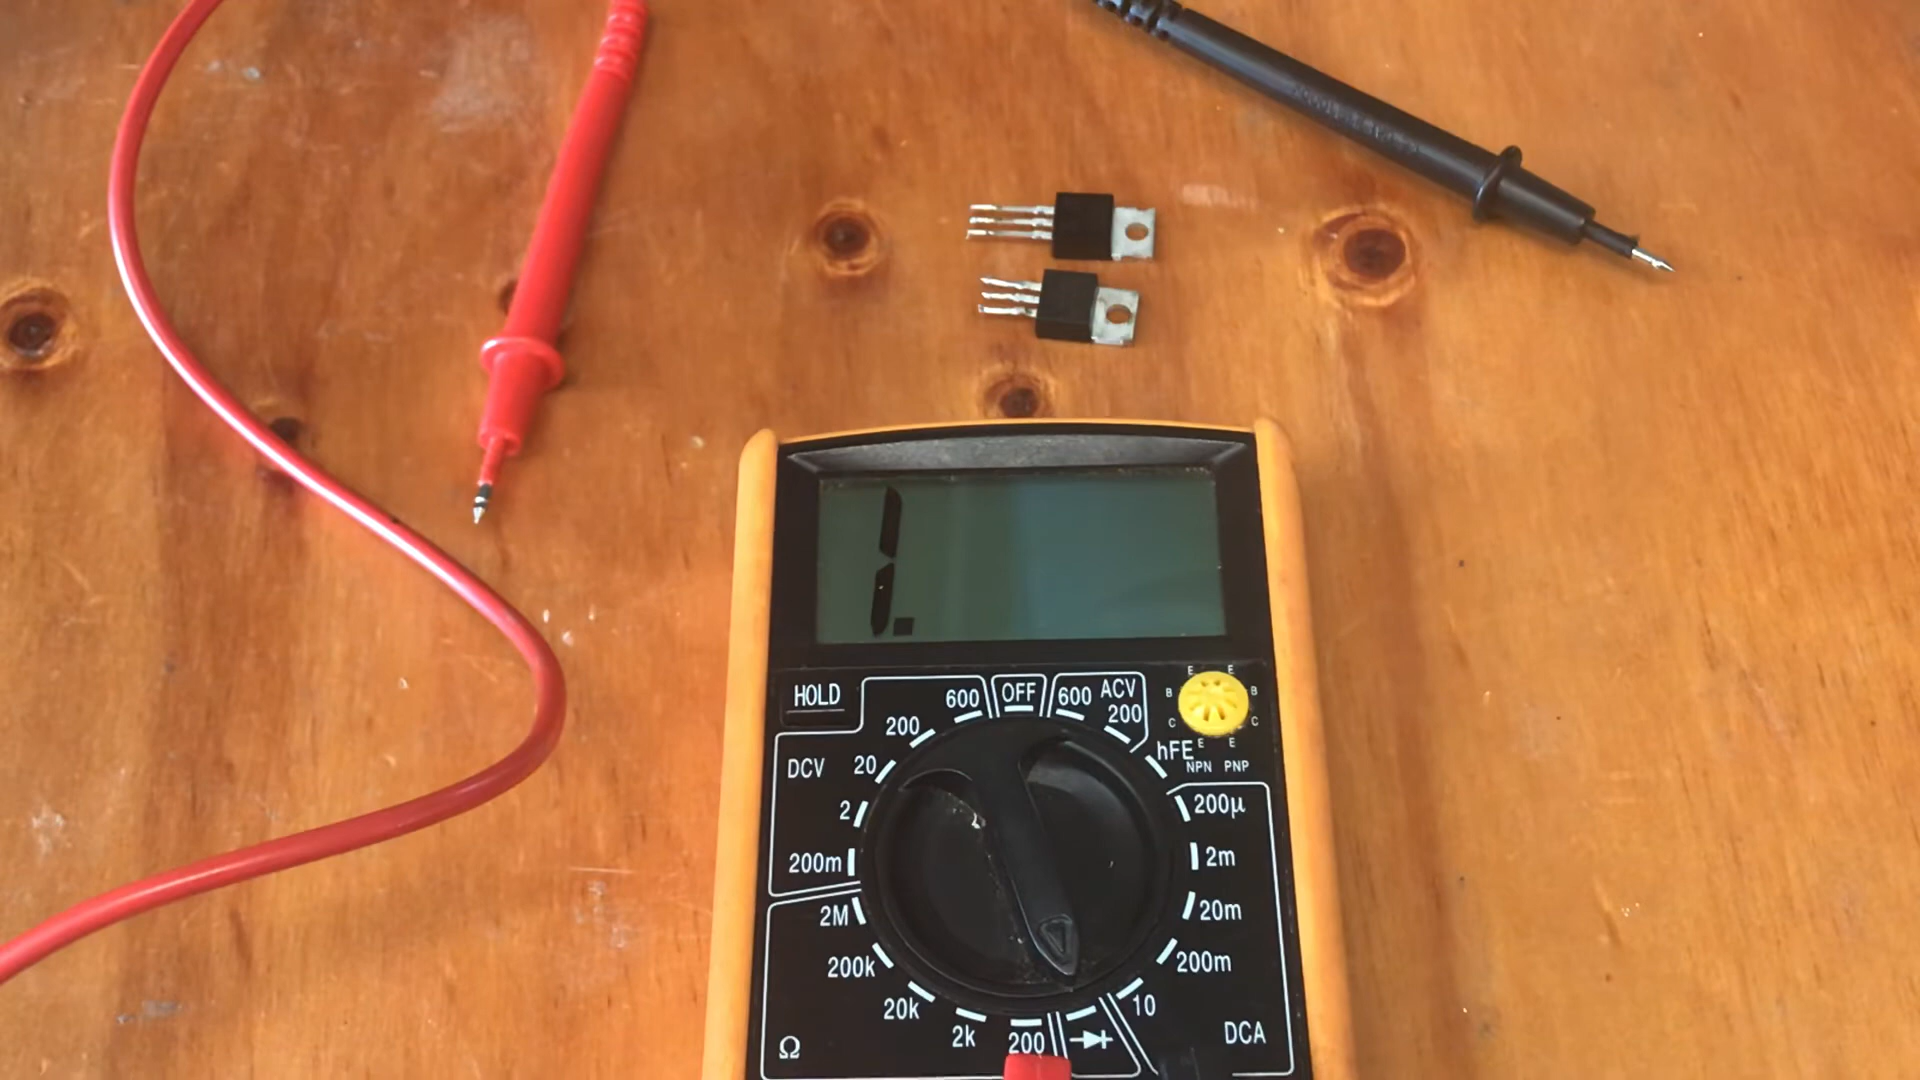 1.
HOLD
600
OFF
600
ACV
200
200
DCV
20
2
200m
hFE
E
E
B
B
C
C
E
E
NPN
PNP
200µ
2m
20m
200m
10
DCA
2M
200k
20k
2k
200
Ω